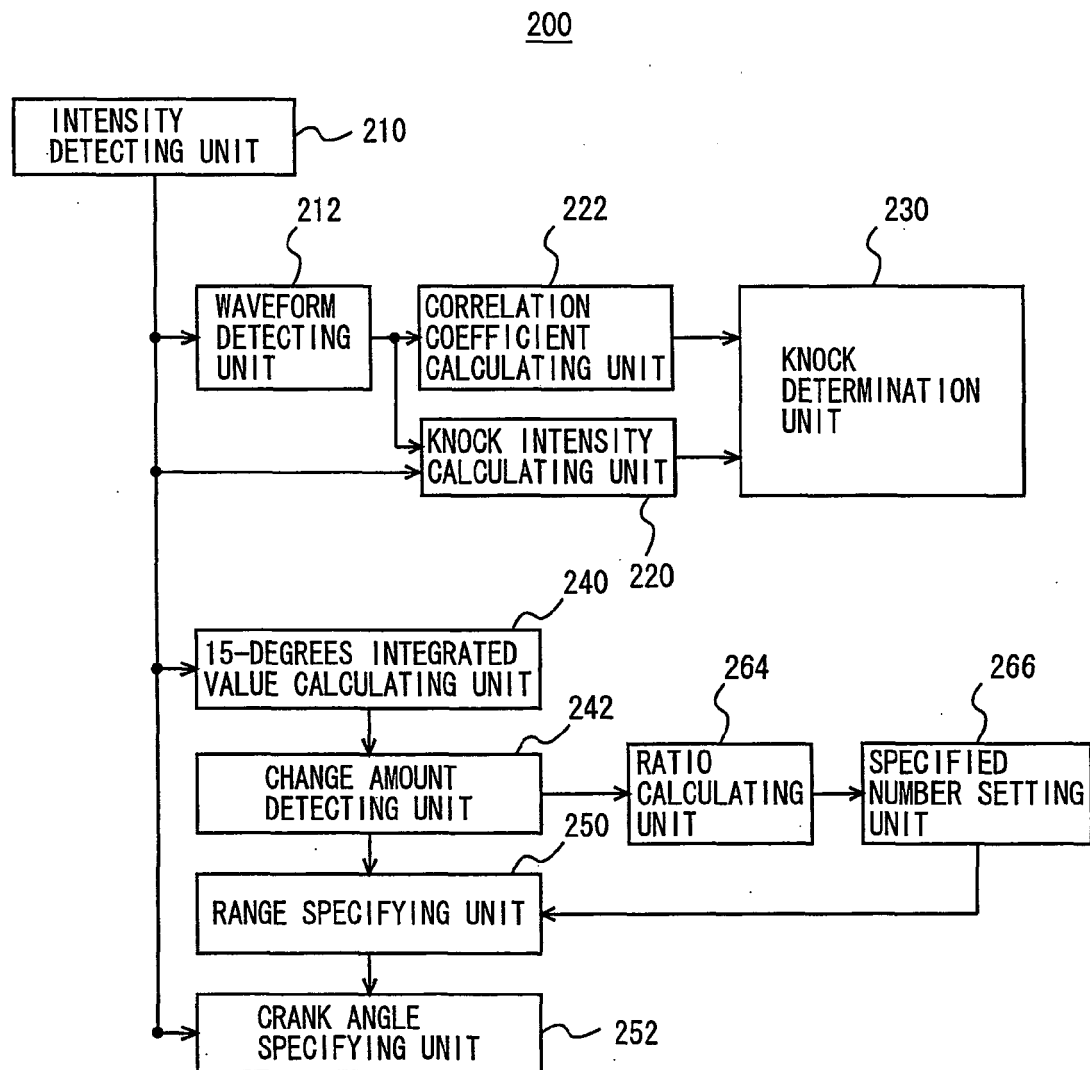 200
INTENSITY
DETECTING UNIT
210
212
222
230
WAVEFORM
DETECTING
UNIT
CORRELATION
COEFFICIENT
CALCULATING UNIT
KNOCK
DETERMINATION
UNIT
KNOCK INTENSITY
CALCULATING UNIT
220
240
15-DEGREES INTEGRATED
VALUE CALCULATING UNIT
242
264
266
CHANGE AMOUNT
DETECTING UNIT
RATIO
CALCULATING
UNIT
SPECIFIED
NUMBER SETTING
UNIT
250
RANGE SPECIFYING UNIT
CRANK ANGLE
SPECIFYING UNIT
252